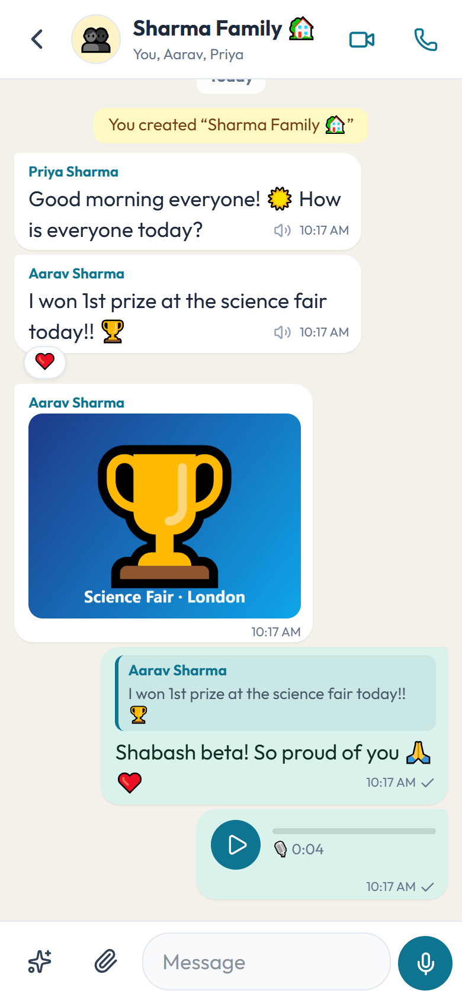 Sharma Family 🏡
You, Aarav, Priya
Today
You created “Sharma Family 🏡”
Priya Sharma
Good morning everyone! ☀️ How
is everyone today?
10:17 AM
Aarav Sharma
I won 1st prize at the science fair
today!! 🏆
10:17 AM
❤️
Aarav Sharma
Science Fair · London
10:17 AM
Aarav Sharma
I won 1st prize at the science fair today!!
🏆
Shabash beta! So proud of you 🙏
❤️
10:17 AM
🎙️ 0:04
10:17 AM
Message